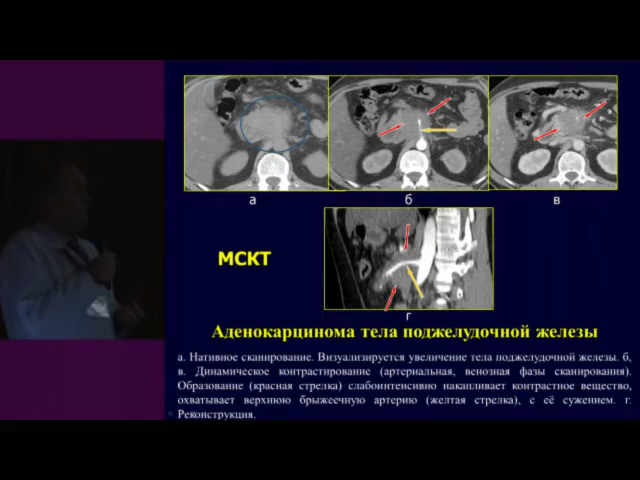 а
б
в
МСКТ
г
Аденокарцинома тела поджелудочной железы
а. Нативное сканирование. Визуализируется увеличение тела поджелудочной железы. б,
в. Динамическое контрастирование (артериальная, венозная фазы сканирования).
Образование (красная стрелка) слабоинтенсивно накапливает контрастное вещество,
охватывает верхнюю брыжеечную артерию (желтая стрелка), с её сужением. г.
Реконструкция.